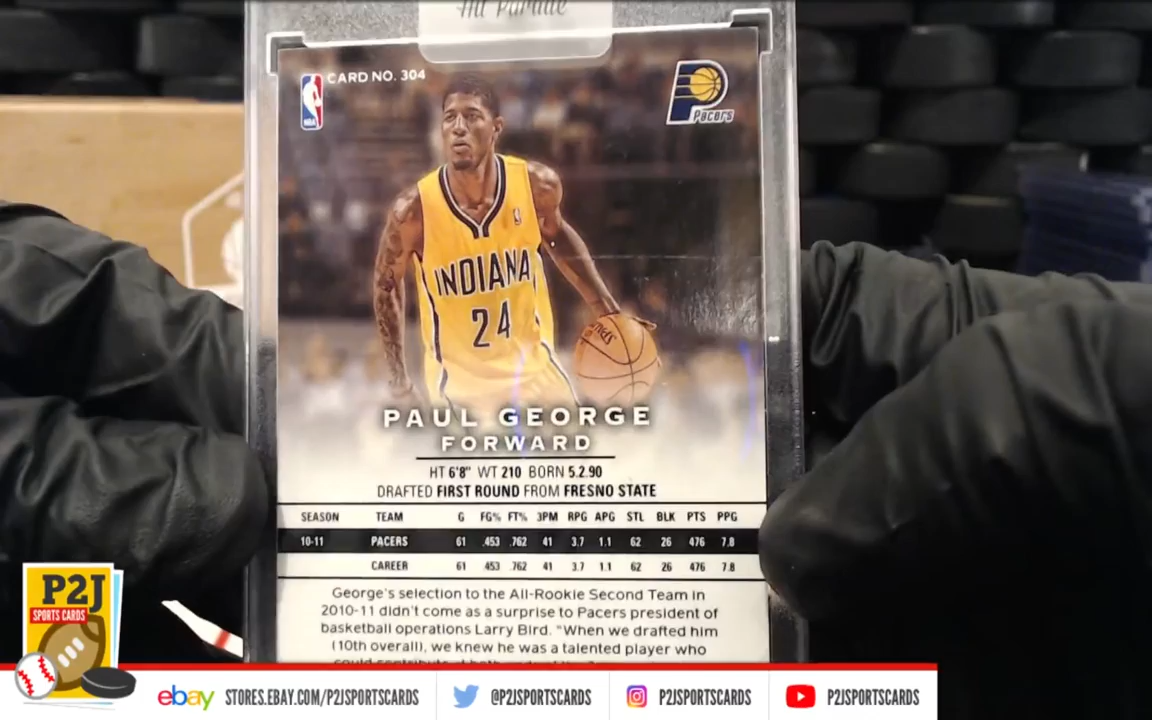 Hit Parade
NBA
CARD NO. 304
Pacers
INDIANA
24
SPALDING
PAUL GEORGE
FORWARD
HT 6'8" WT 210 BORN 5.2.90
DRAFTED FIRST ROUND FROM FRESNO STATE
SEASON TEAM G FG% FT% 3PM RPG APG STL BLK PTS PPG
10-11 PACERS 61 .453 .762 41 3.7 1.1 62 26 476 7.8
CAREER 61 .453 .762 41 3.7 1.1 62 26 476 7.8
George's selection to the All-Rookie Second Team in
2010-11 didn't come as a surprise to Pacers president of
basketball operations Larry Bird. "When we drafted him
(10th overall), we knew he was a talented player who
P2J
SPORTS CARDS
ebay STORES.EBAY.COM/P2JSPORTSCARDS
@P2JSPORTSCARDS
P2JSPORTSCARDS
P2JSPORTSCARDS